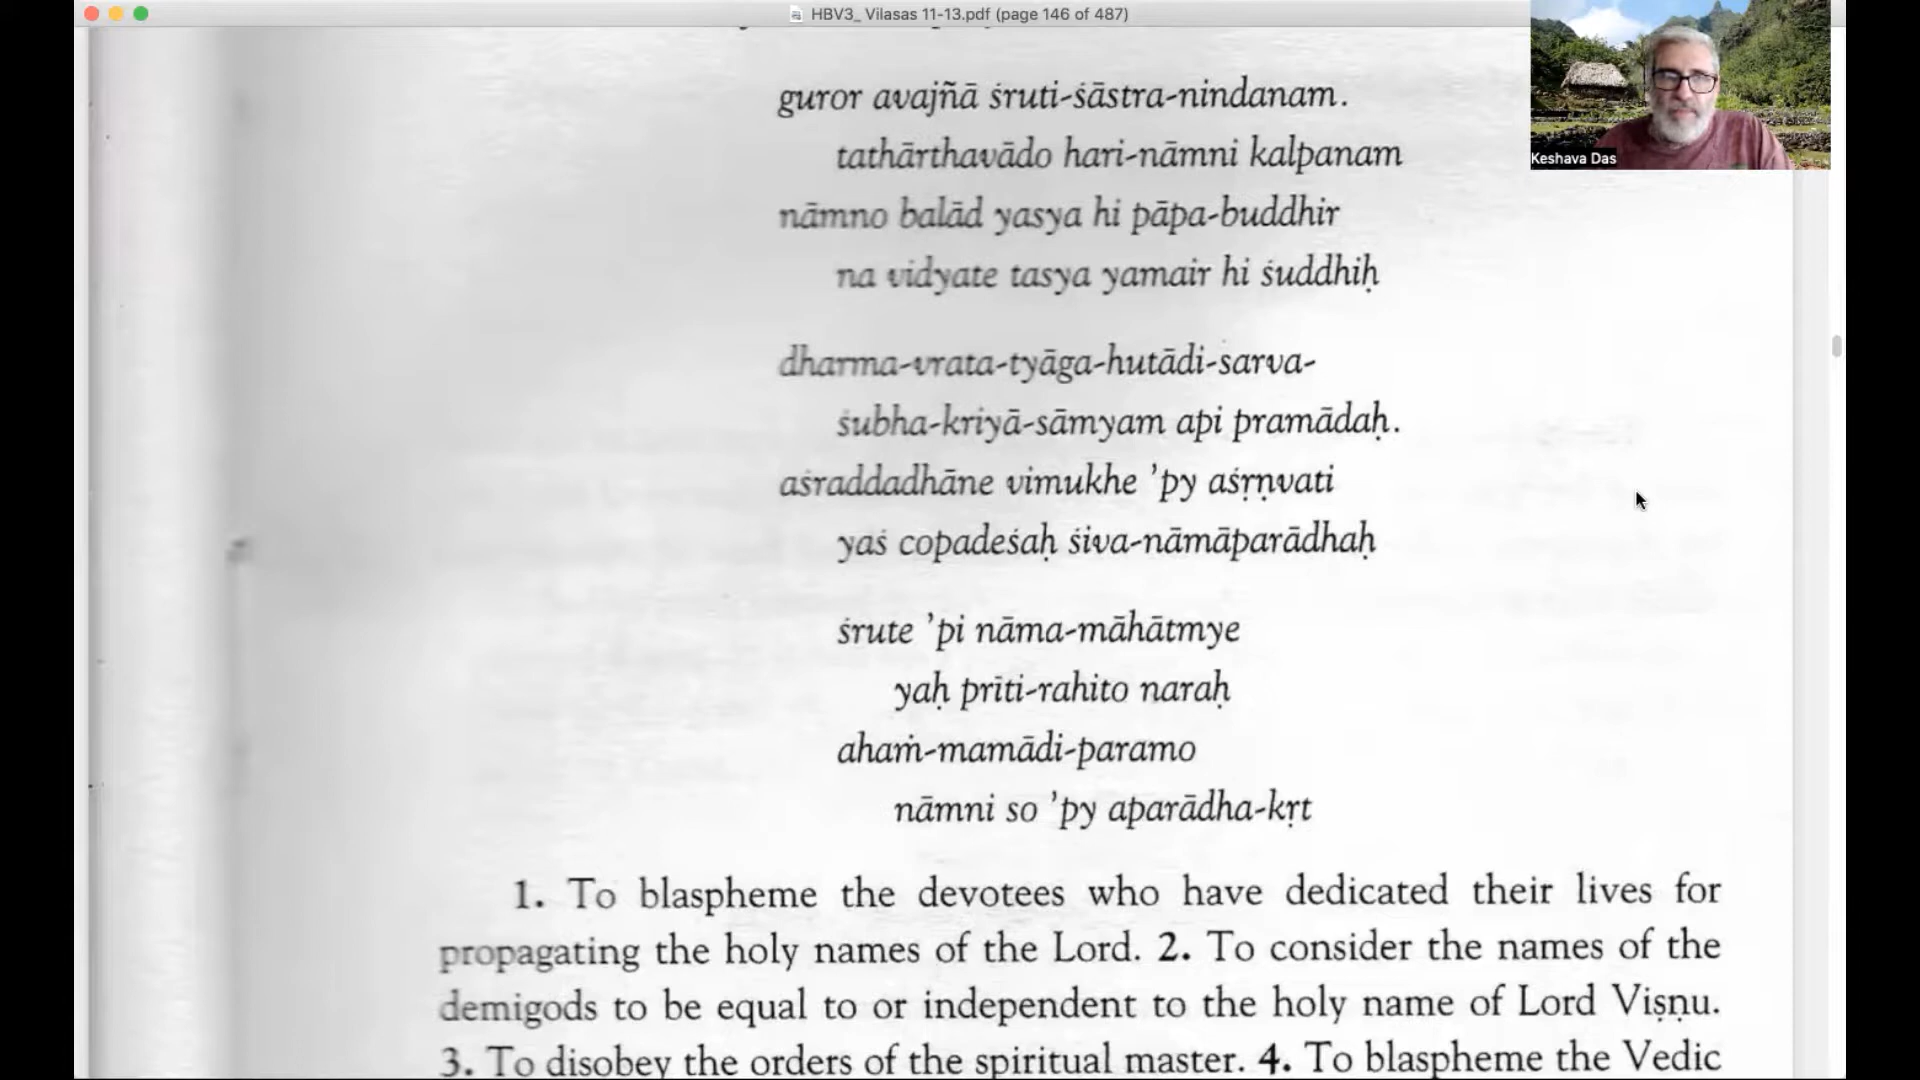 HBV3_ Vilasas 11-13.pdf (page 146 of 487)
Keshava Das
guror avajñā śruti-śāstra-nindanam.
tathārthavādo hari-nāmni kalpanam
nāmno balād yasya hi pāpa-buddhir
na vidyate tasya yamair hi śuddhiḥ
dharma-vrata-tyāga-hutādi-sarva-
śubha-kriyā-sāmyam api pramādaḥ.
aśraddadhāne vimukhe ’py aśṛṇvati
yaś copadeśaḥ śiva-nāmāparādhaḥ
śrute ’pi nāma-māhātmye
yaḥ prīti-rahito naraḥ
ahaṁ-mamādi-paramo
nāmni so ’py aparādha-kṛt
1. To blaspheme the devotees who have dedicated their lives for
propagating the holy names of the Lord. 2. To consider the names of the
demigods to be equal to or independent to the holy name of Lord Viṣṇu.
3. To disobey the orders of the spiritual master. 4. To blaspheme the Vedic